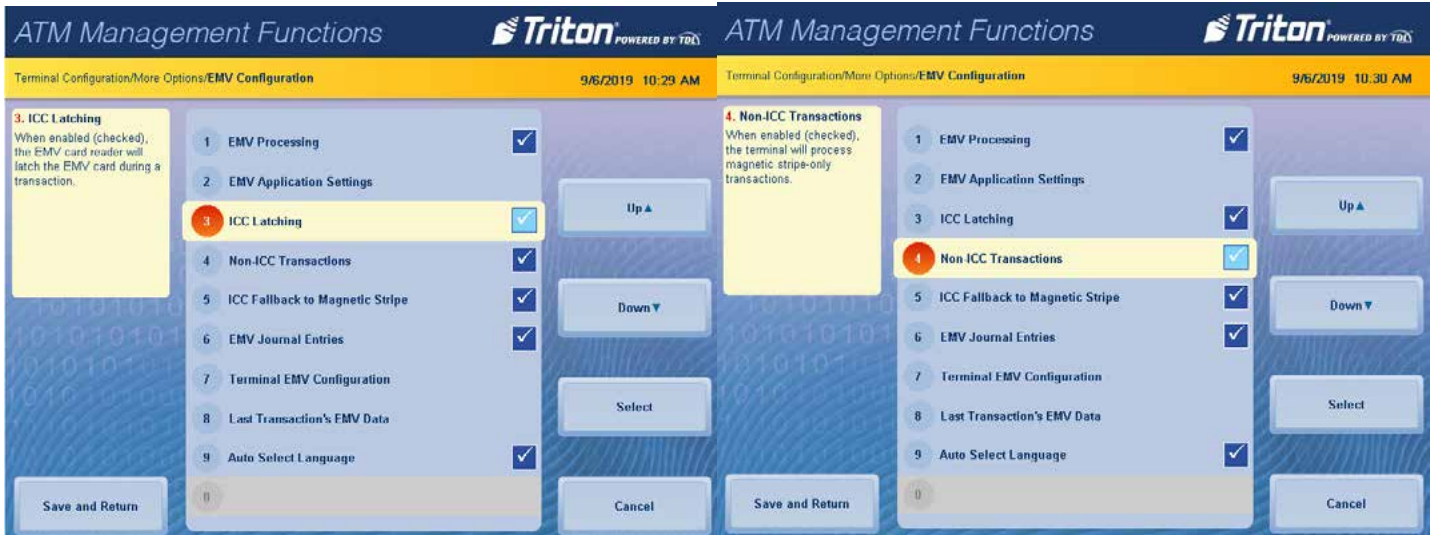 ATM Management Functions
Triton POWERED BY TDL
Terminal Configuration/More Options/EMV Configuration
9/6/2019 10:29 AM
3. ICC Latching
When enabled (checked),
the EMV card reader will
latch the EMV card during a
transaction.
1 EMV Processing
2 EMV Application Settings
3 ICC Latching
4 Non-ICC Transactions
5 ICC Fallback to Magnetic Stripe
6 EMV Journal Entries
7 Terminal EMV Configuration
8 Last Transaction's EMV Data
9 Auto Select Language
0
Up
Down
Select
Save and Return
Cancel
ATM Management Functions
Triton POWERED BY TDL
Terminal Configuration/More Options/EMV Configuration
9/6/2019 10:30 AM
4. Non-ICC Transactions
When enabled (checked),
the terminal will process
magnetic stripe-only
transactions.
1 EMV Processing
2 EMV Application Settings
3 ICC Latching
4 Non-ICC Transactions
5 ICC Fallback to Magnetic Stripe
6 EMV Journal Entries
7 Terminal EMV Configuration
8 Last Transaction's EMV Data
9 Auto Select Language
0
Up
Down
Select
Save and Return
Cancel